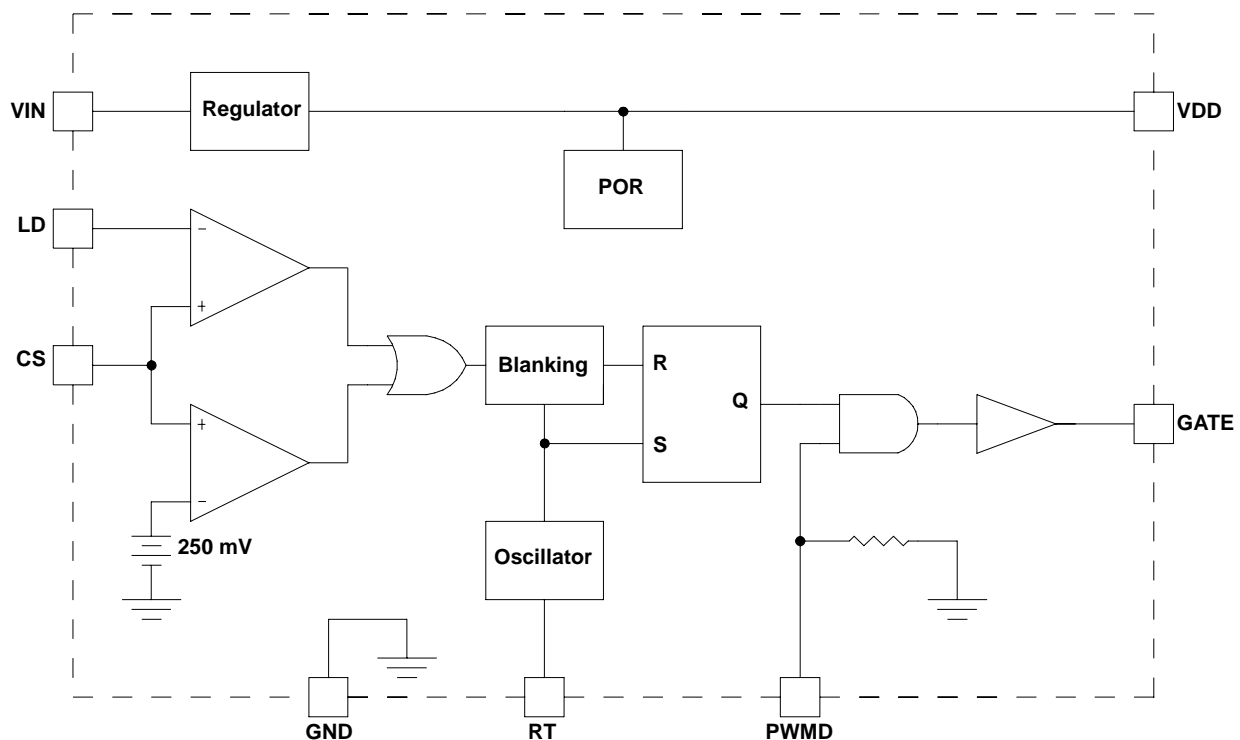 VIN
Regulator
VDD
POR
LD
−
+
CS
Blanking
R
Q
S
GATE
+
−
250 mV
Oscillator
GND
RT
PWMD